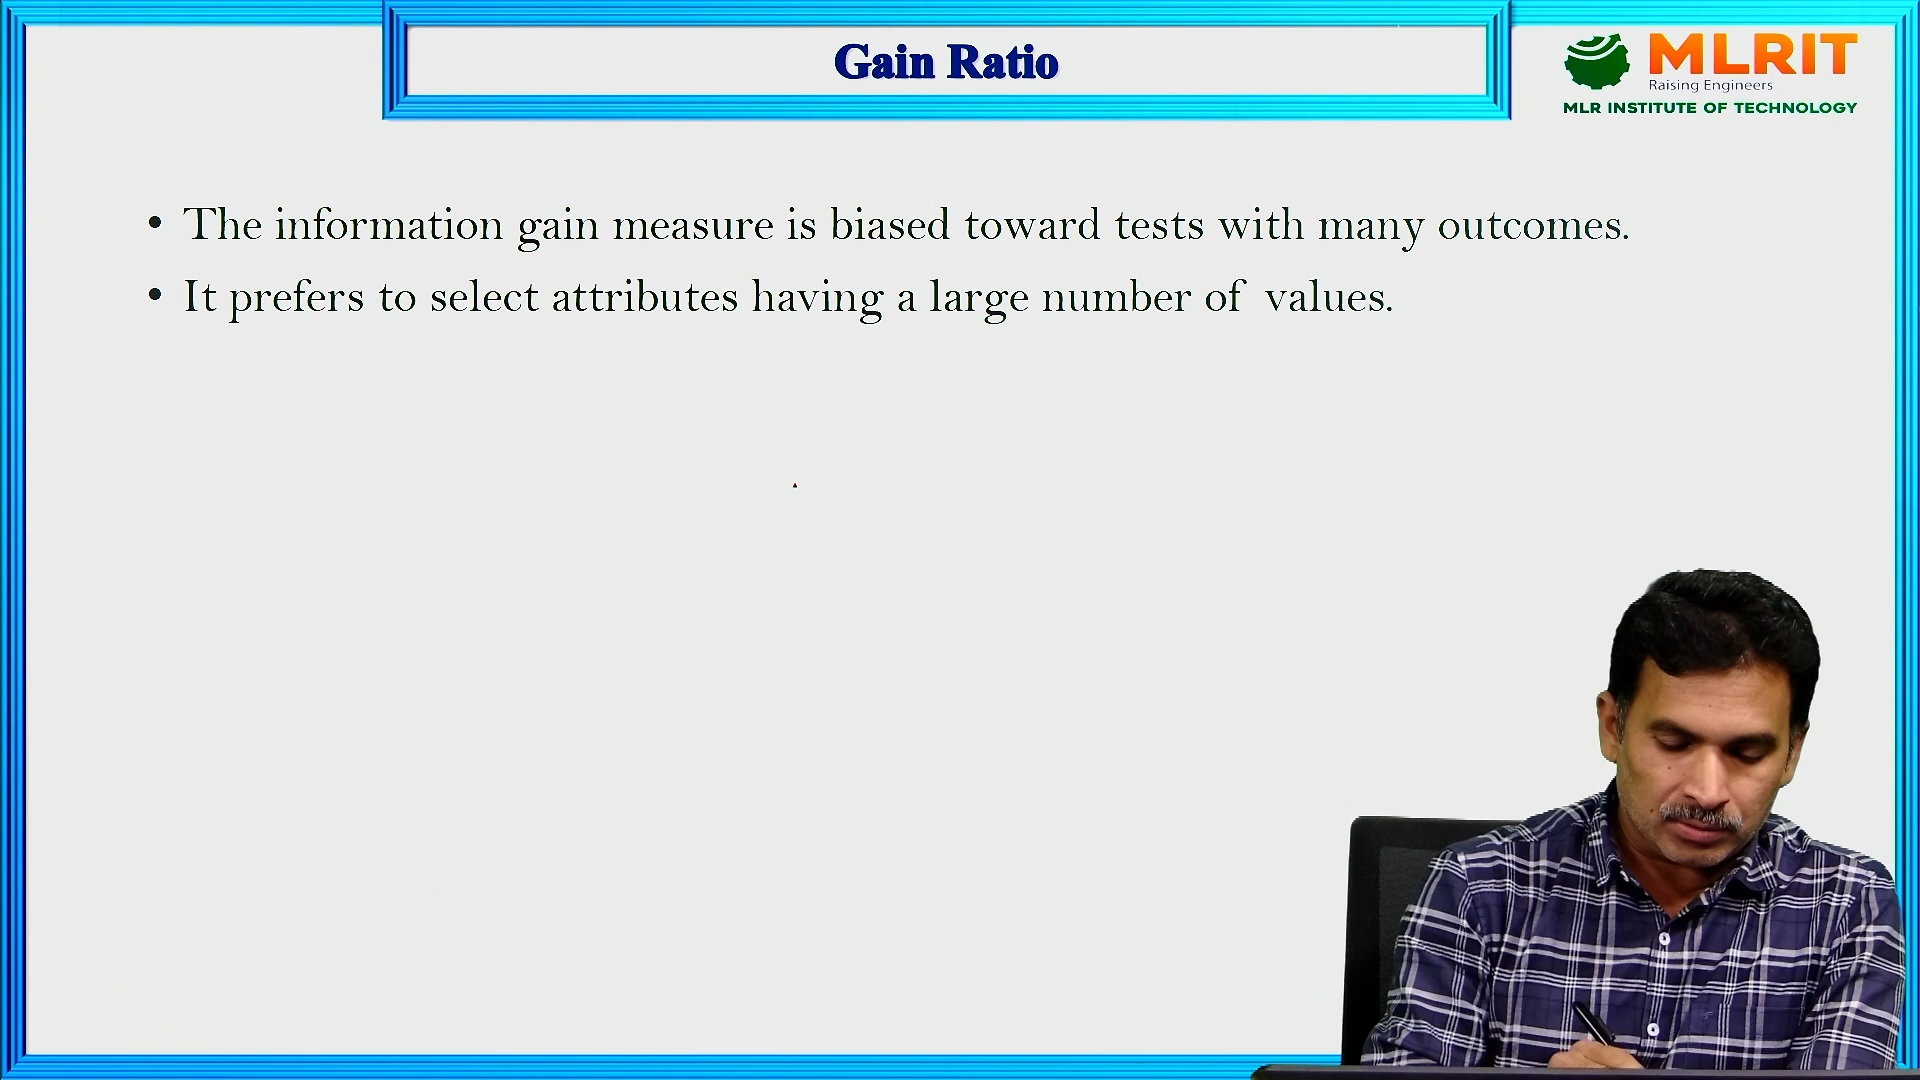 Gain Ratio
MLRIT
Raising Engineers
MLR INSTITUTE OF TECHNOLOGY
• The information gain measure is biased toward tests with many outcomes.
• It prefers to select attributes having a large number of values.